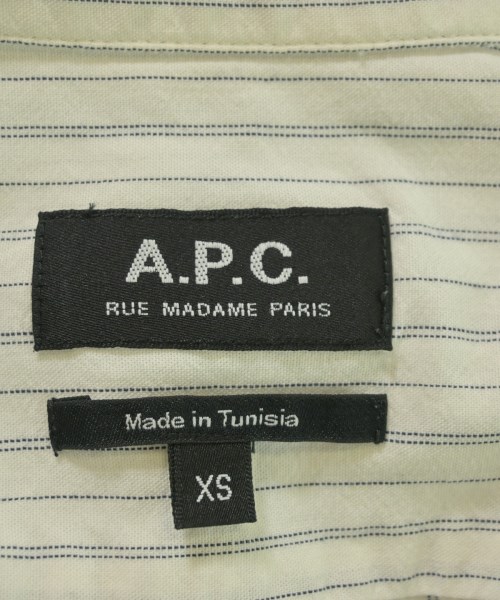 A.P.C.
RUE MADAME PARIS
Made in Tunisia
XS